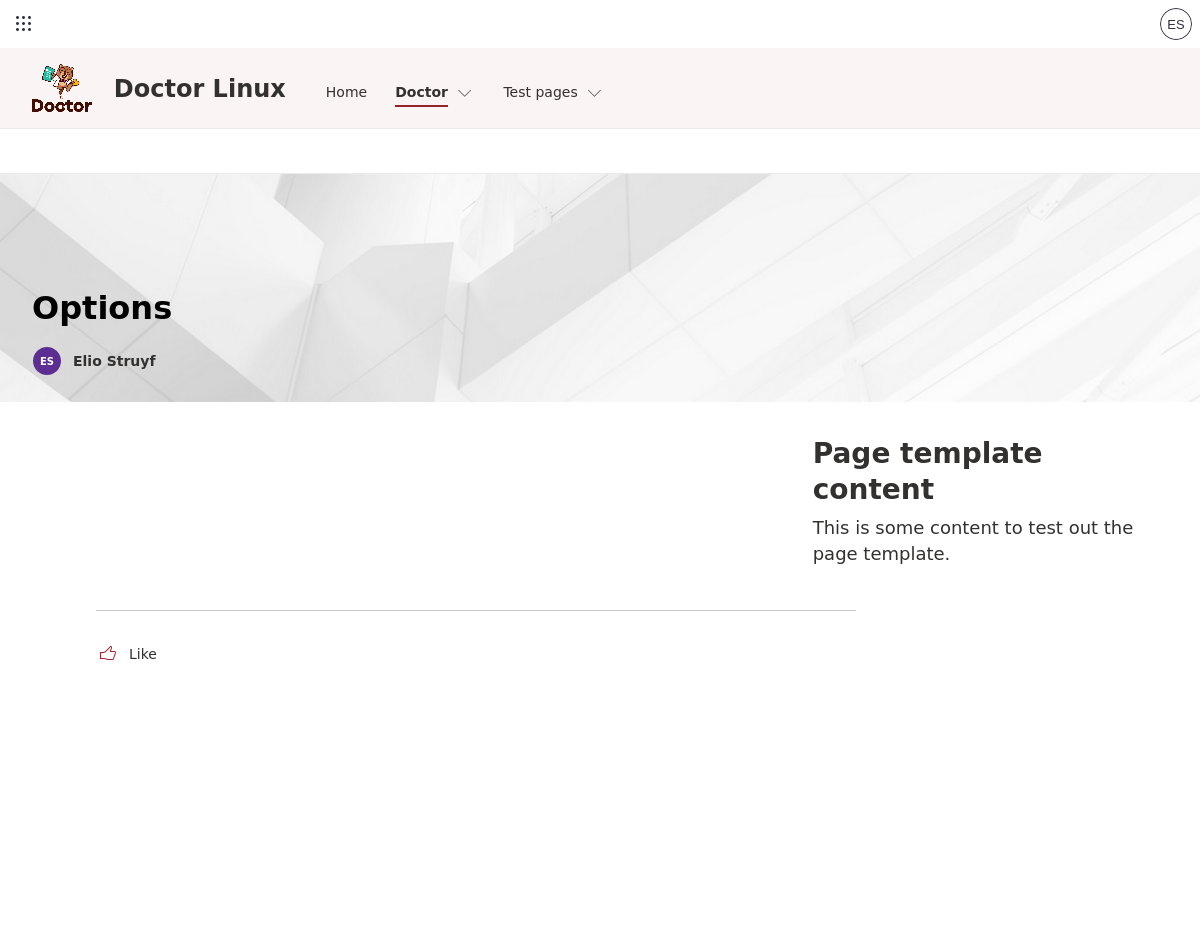 ES
Doctor
Doctor Linux
Home
Doctor
Test pages
Options
ES
Elio Struyf
Page template
content
This is some content to test out the
page template.
Like